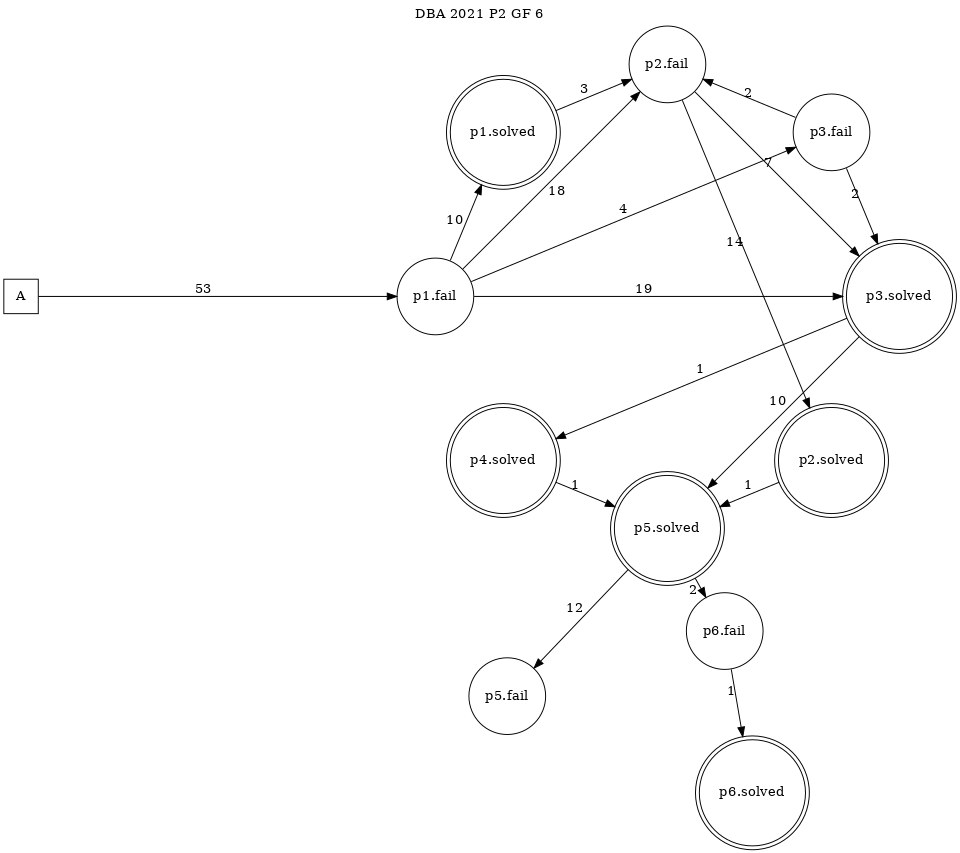 DBA 2021 P2 GF 6
p2.fail
3
2
p1.solved
p3.fail
7
18
2
4
10
14
A
53
p1.fail
19
p3.solved
1
10
p4.solved
p2.solved
1
1
p5.solved
2
12
p6.fail
1
p5.fail
p6.solved